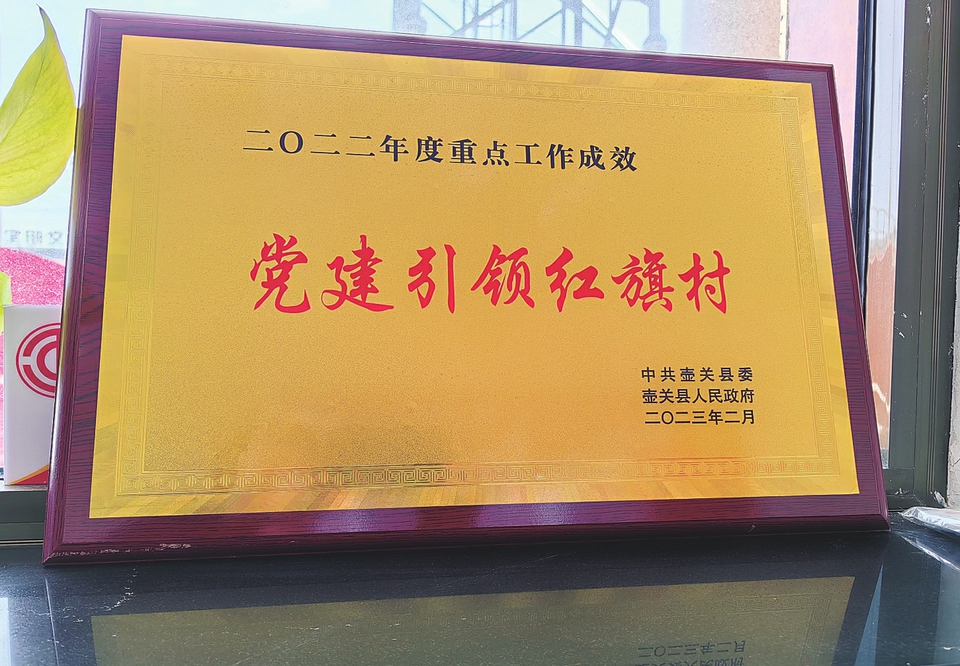 二〇二二年度重点工作成效
党建引领红旗村
中共壶关县委
壶关县人民政府
二〇二三年二月